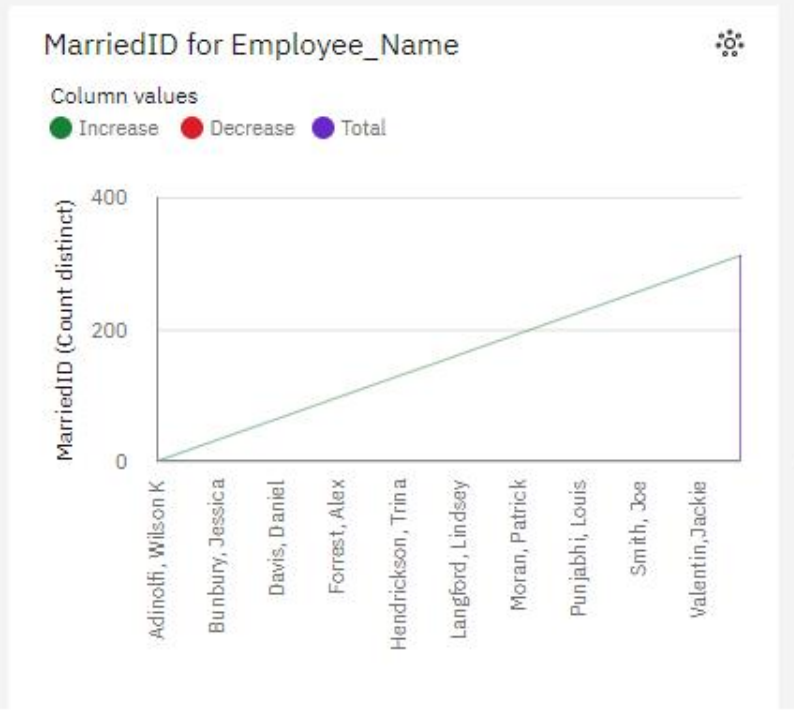 MarriedID for Employee_Name
Column values
Increase
Decrease
Total
MarriedID (Count distinct)
400
200
0
Adinolfi, Wilson K
Bunbury, Jessica
Davis, Daniel
Forrest, Alex
Hendrickson, Trina
Langford, Lindsey
Moran, Patrick
Punjabhi, Louis
Smith, Joe
Valentin,Jackie